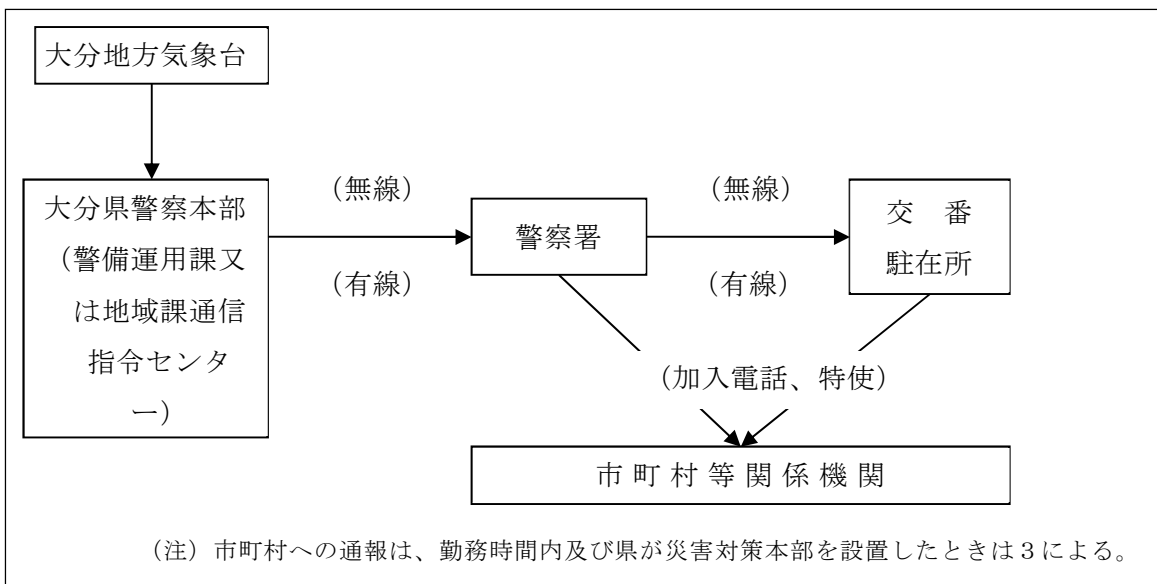 大分地方気象台
大分県警察本部
（警備運用課又
は地域課通信
指令センタ
ー）
（無線）
（有線）
警察署
（無線）
（有線）
交　番
駐在所
（加入電話、特使）
市 町 村 等 関 係 機 関
（注）市町村への通報は、勤務時間内及び県が災害対策本部を設置したときは３による。